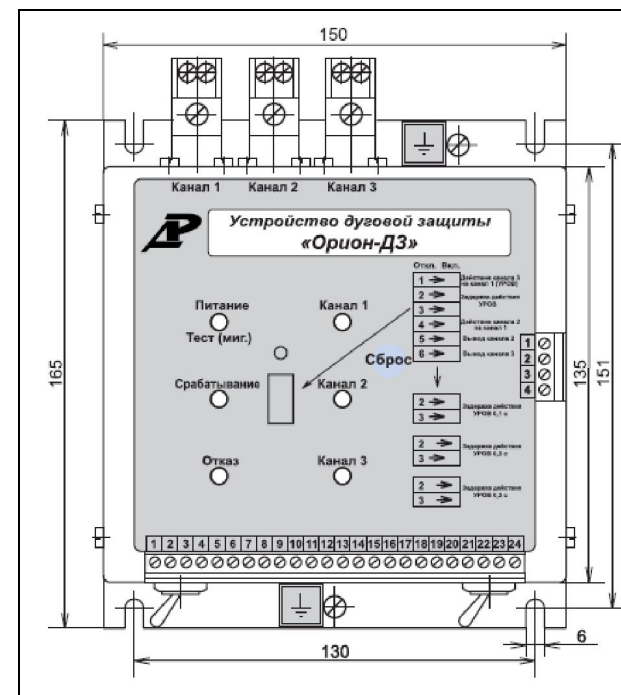 150
Канал 1 Канал 2 Канал 3
АР
Устройство дуговой защиты
«Орион-ДЗ»
Откл. Вкл.
1 Действие канала 3
на канал 1 (УРОВ)
2 Задержка действия
3 УРОВ
4 Действие канала 2
на канал 1
5 Вывод канала 2
6 Вывод канала 3
Питание
Тест (миг.)
Канал 1
Сброс
Срабатывание
Канал 2
Отказ
Канал 3
2 Задержка действия
3 УРОВ 0,1 с
2 Задержка действия
3 УРОВ 0,2 с
2 Задержка действия
3
1
2
3
4
165
135
151
1 2 3 4 5 6 7 8 9 10 11 12 13 14 15 16 17 18 19 20 21 22 23 24
6
130